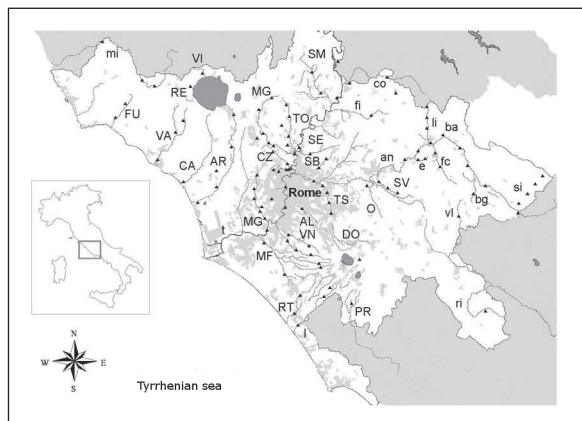 mi
VI
SM
RE
MG
co
FU
TO
fi
li
ba
VA
SE
CZ
an
CA
AR
SB
e
fc
Rome
SV
si
TS
O
bg
MG
AL
vl
t
VN
DO
MF
ri
RT
PR
l
N
W
E
S
Tyrrhenian sea